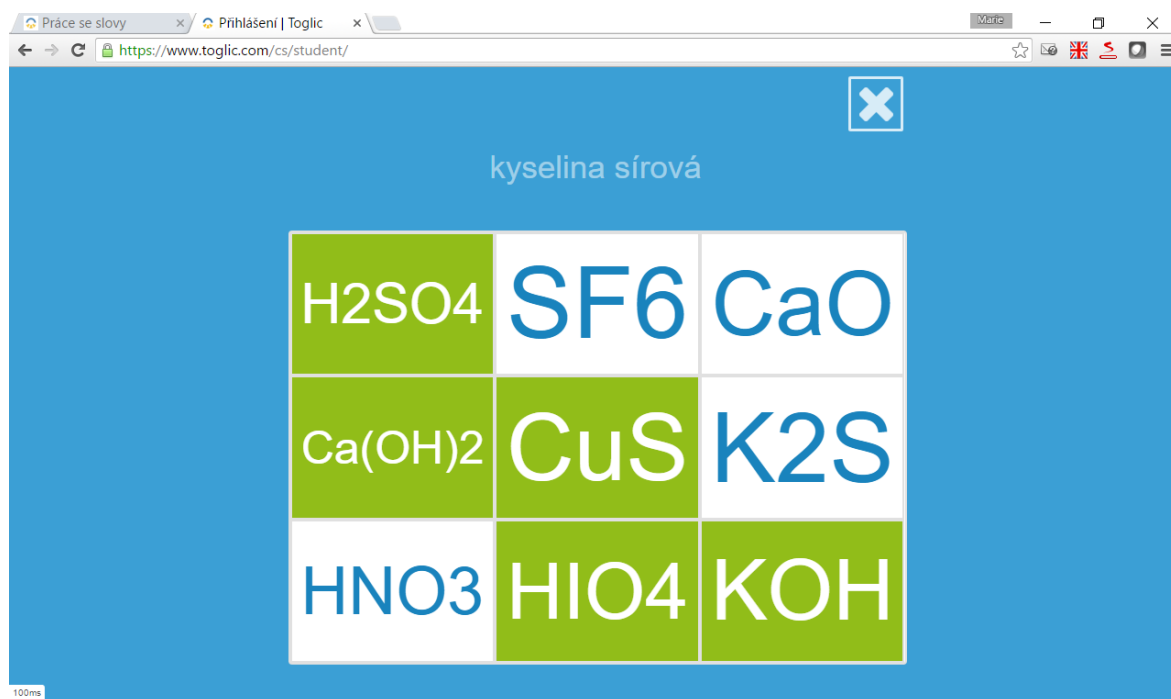 Práce se slovy
Přihlášení | Toglic
Marie
https://www.toglic.com/cs/student/
kyselina sírová
H2SO4 SF6 CaO
Ca(OH)2 CuS K2S
HNO3 HIO4 KOH
100ms